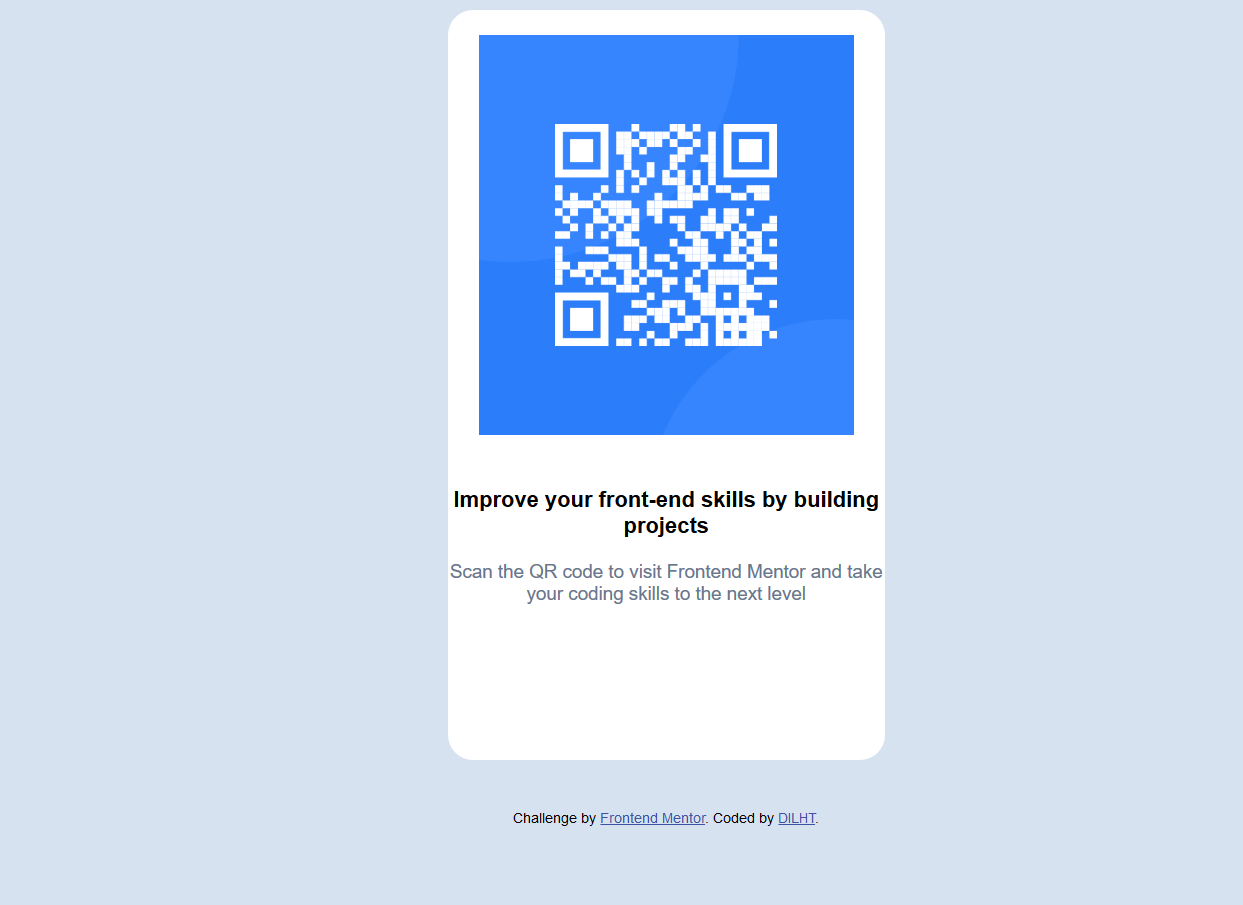 Improve your front-end skills by building
projects
Scan the QR code to visit Frontend Mentor and take
your coding skills to the next level
Challenge by Frontend Mentor. Coded by DILHT.